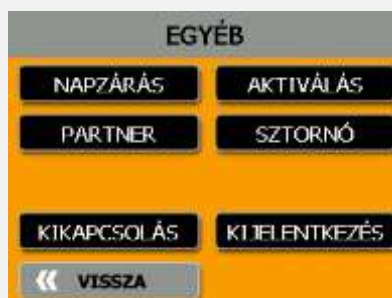 EGYÉB
NAPZÁRÁS AKTIVÁLÁS
PARTNER SZTORNÓ
KIKAPCSOLÁS KIJELENTKEZÉS
VISSZA